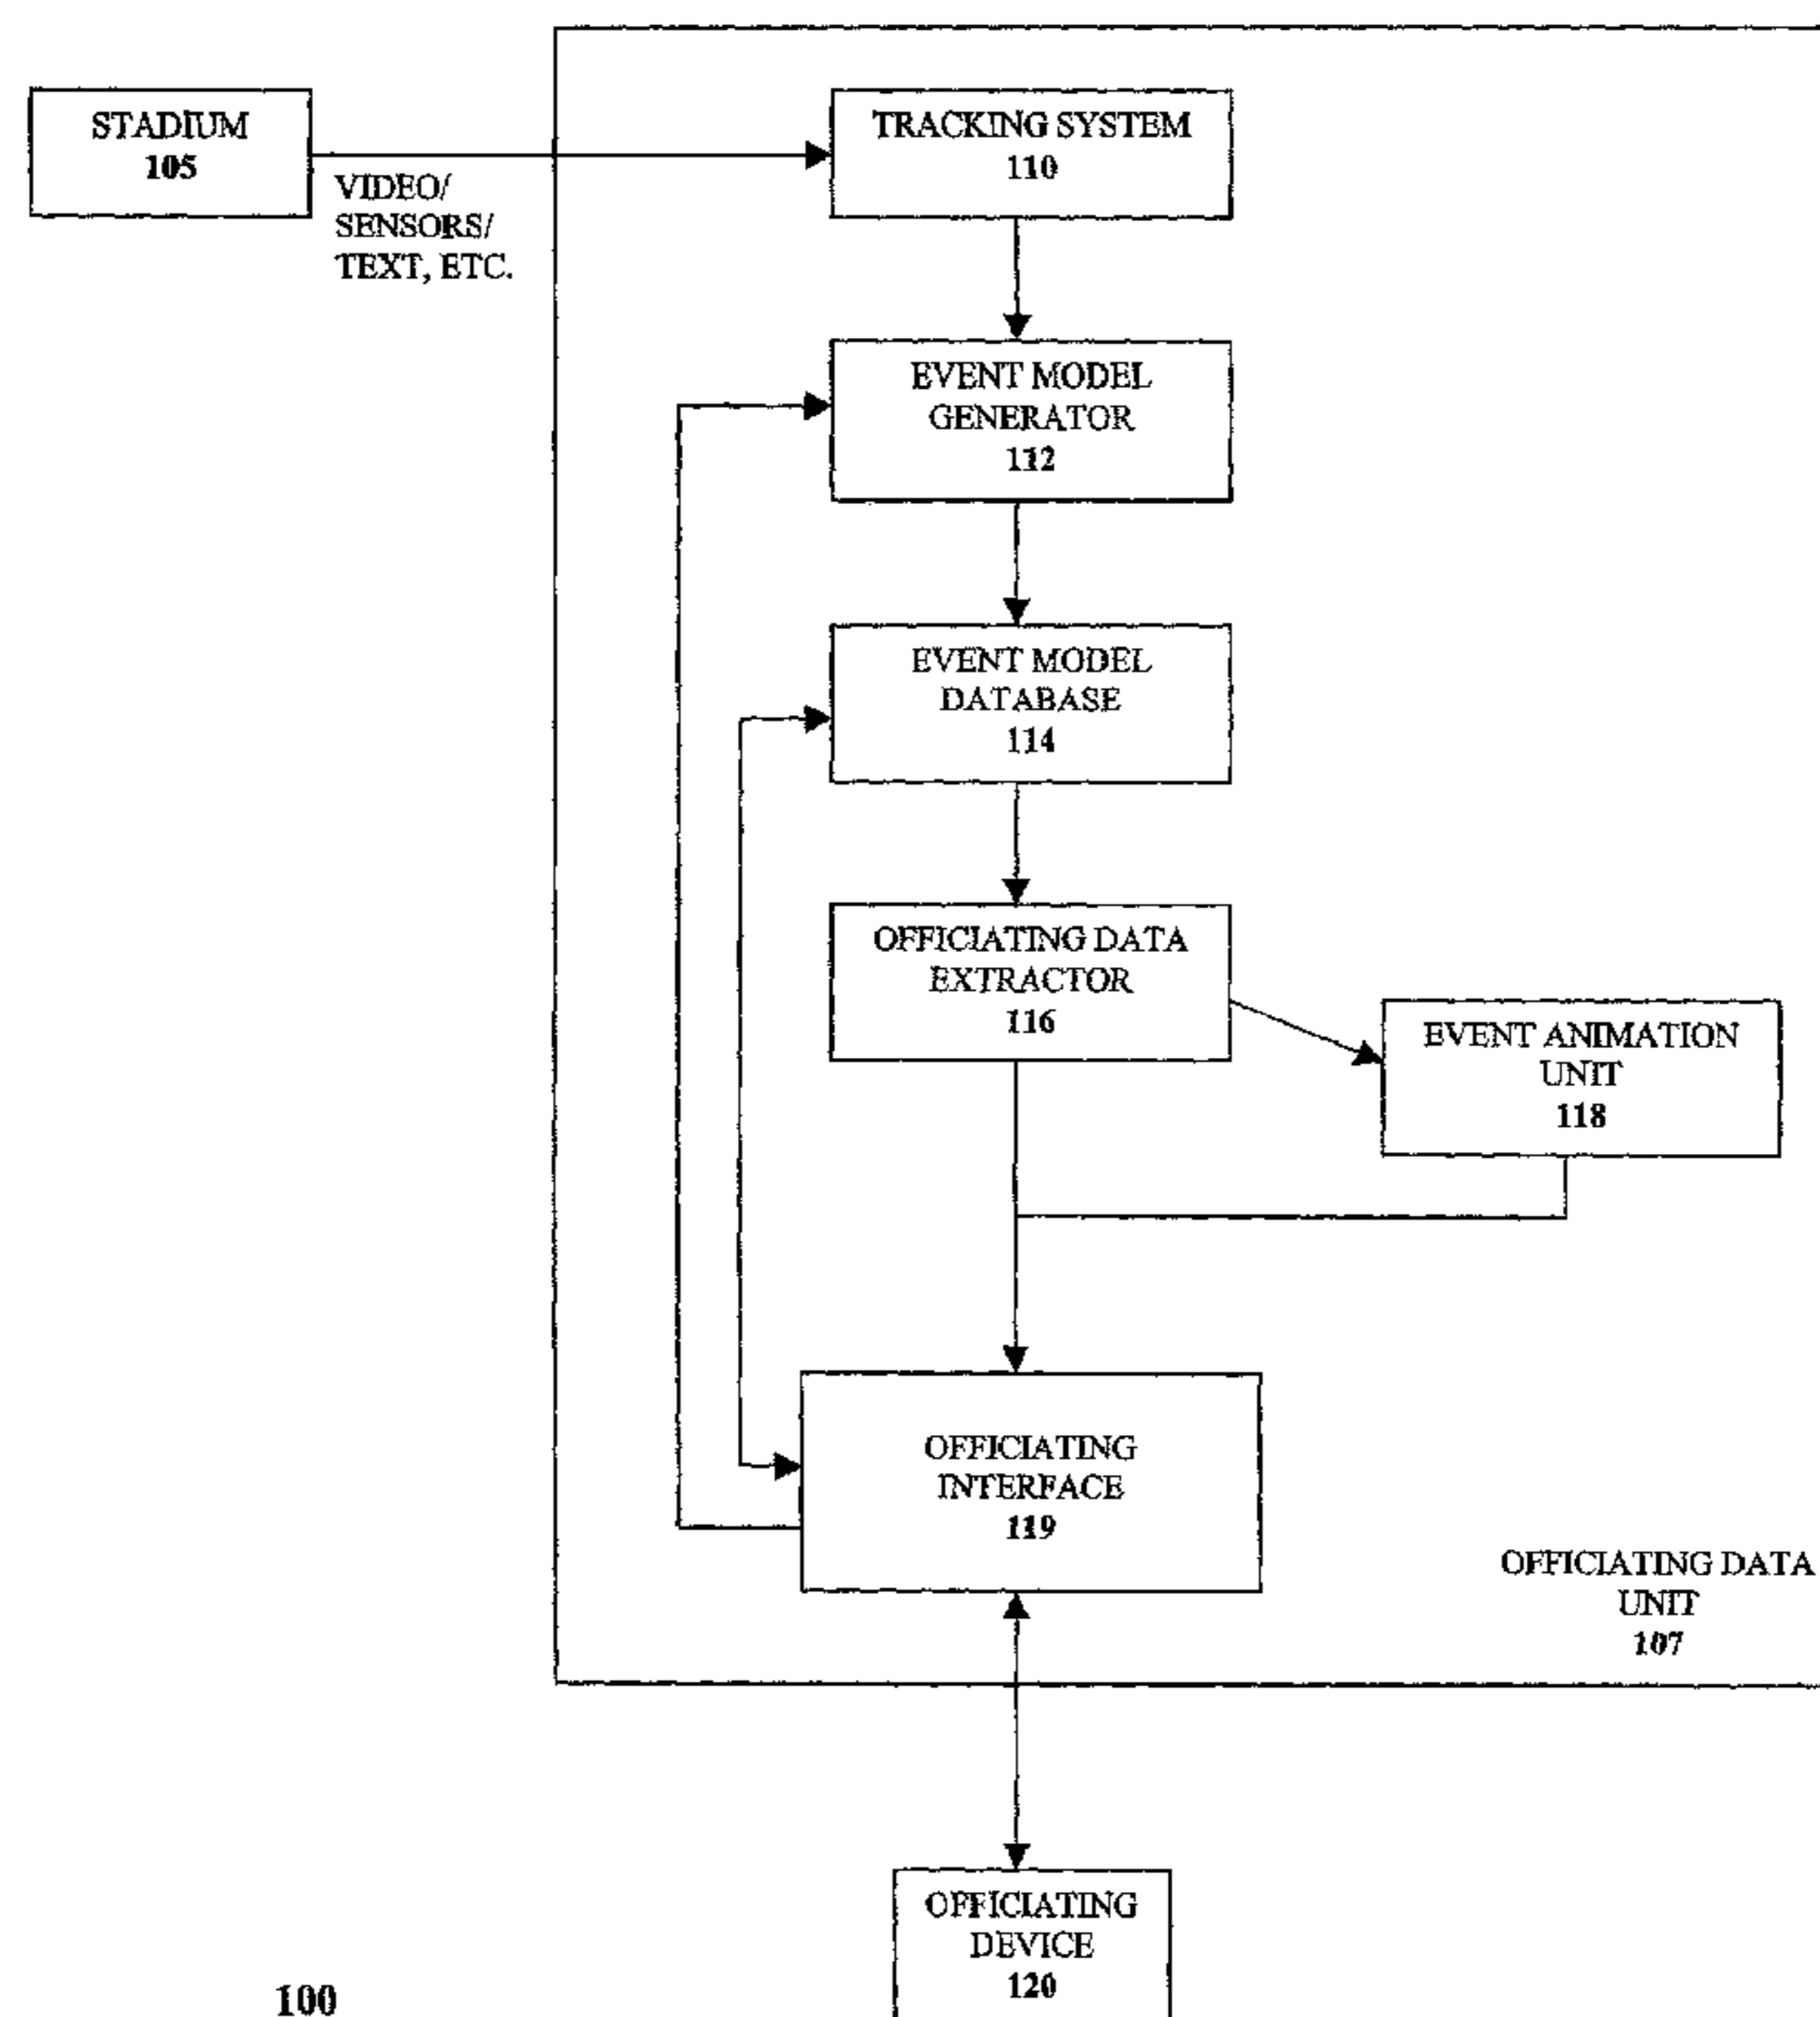 STADIUM
105
TRACKING SYSTEM
110
VIDEO/
SENSORS/
TEXT, ETC.
EVENT MODEL
GENERATOR
112
EVENT MODEL
DATABASE
114
OFFICIATING DATA
EXTRACTOR
116
EVENT ANIMATION
UNIT
118
OFFICIATING
INTERFACE
119
OFFICIATING DATA
UNIT
107
OFFICIATING
DEVICE
120
100